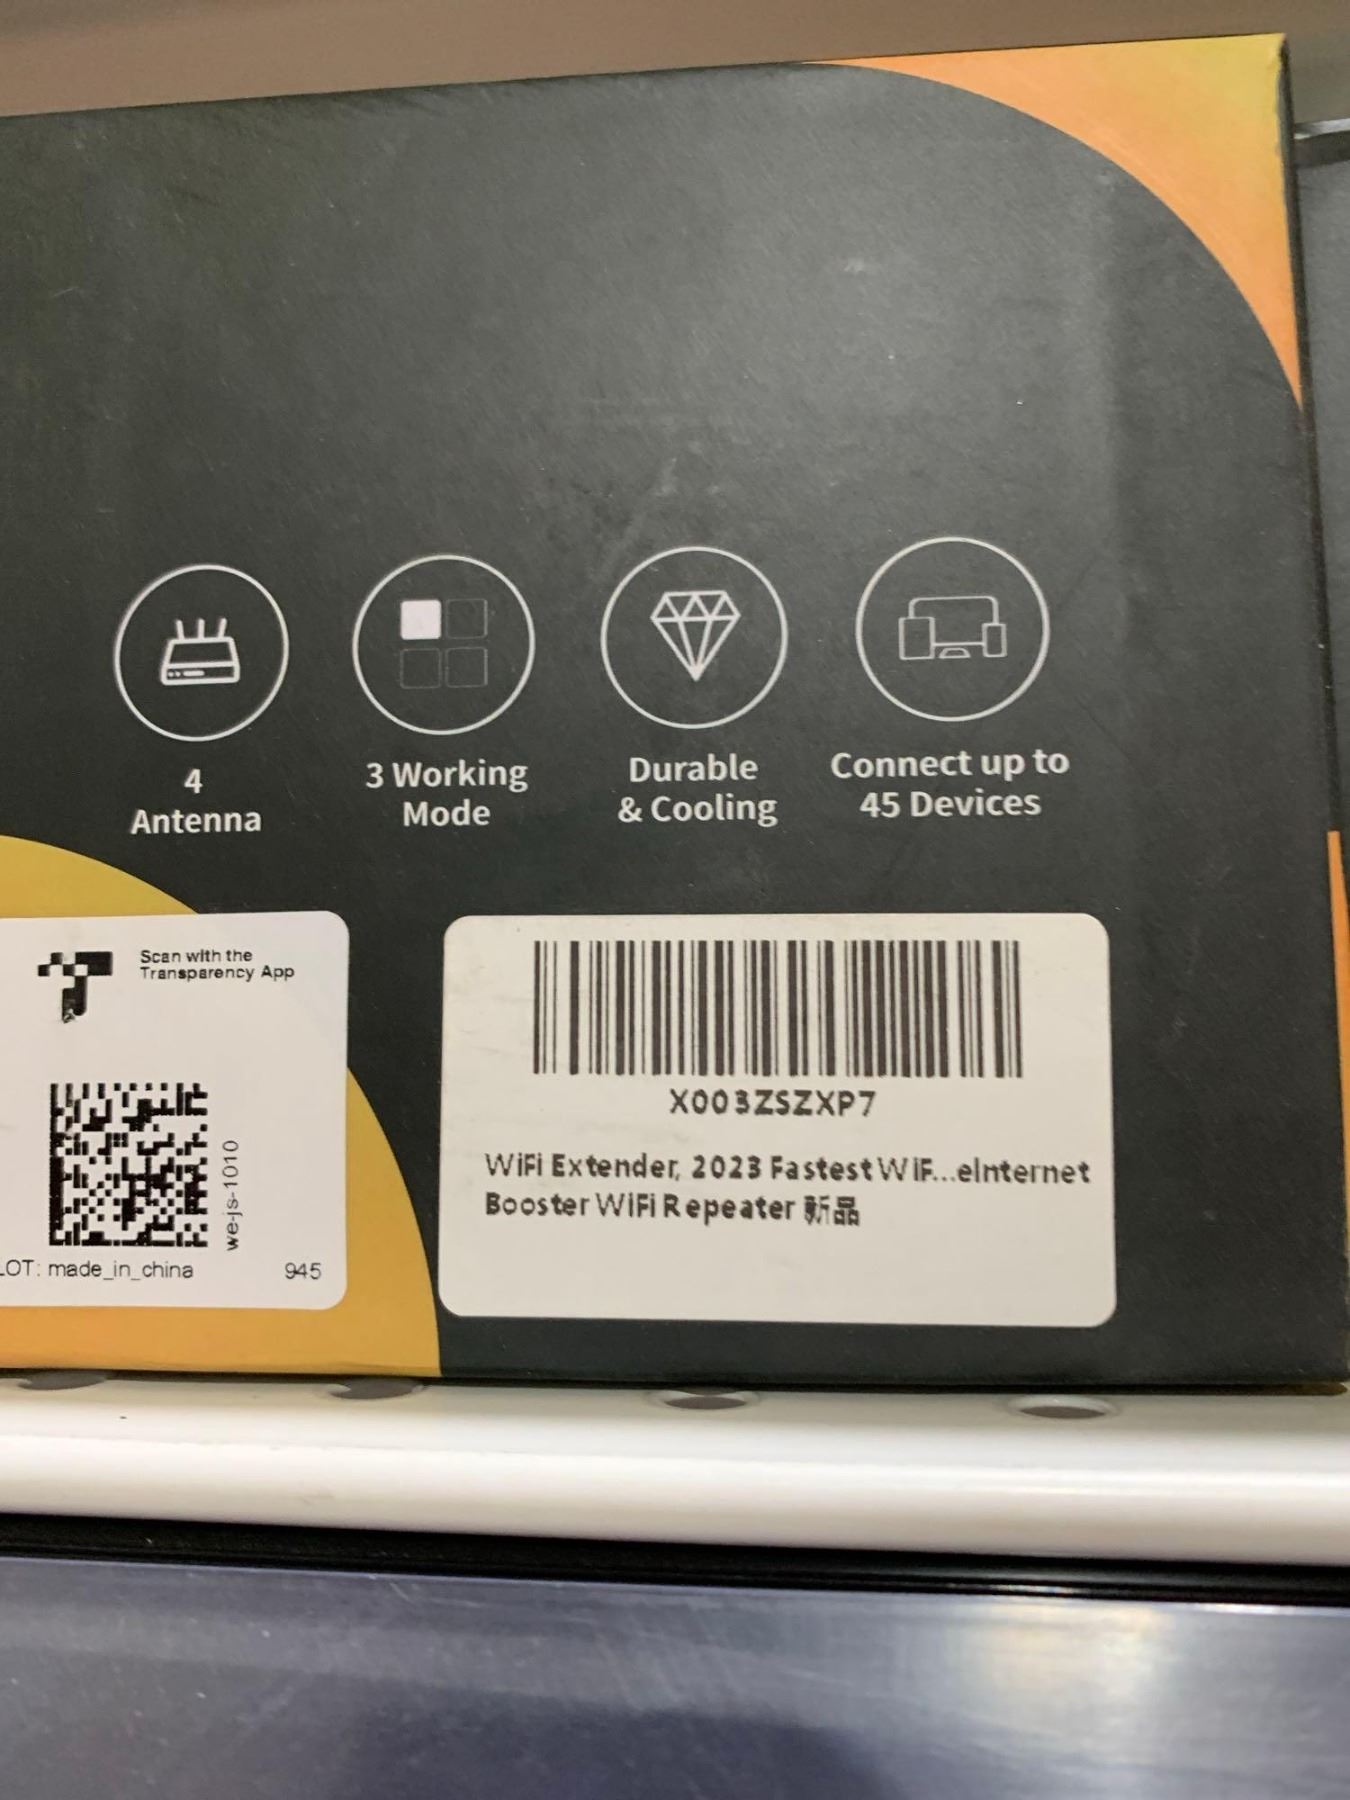 4
Antenna
3 Working
Mode
Durable
& Cooling
Connect up to
45 Devices
Scan with the
Transparency App
we-js-1010
LOT: made_in_china
945
X003ZSZXP7
WiFi Extender, 2023 Fastest WiF...eInternet
Booster WiFi Repeater 新品